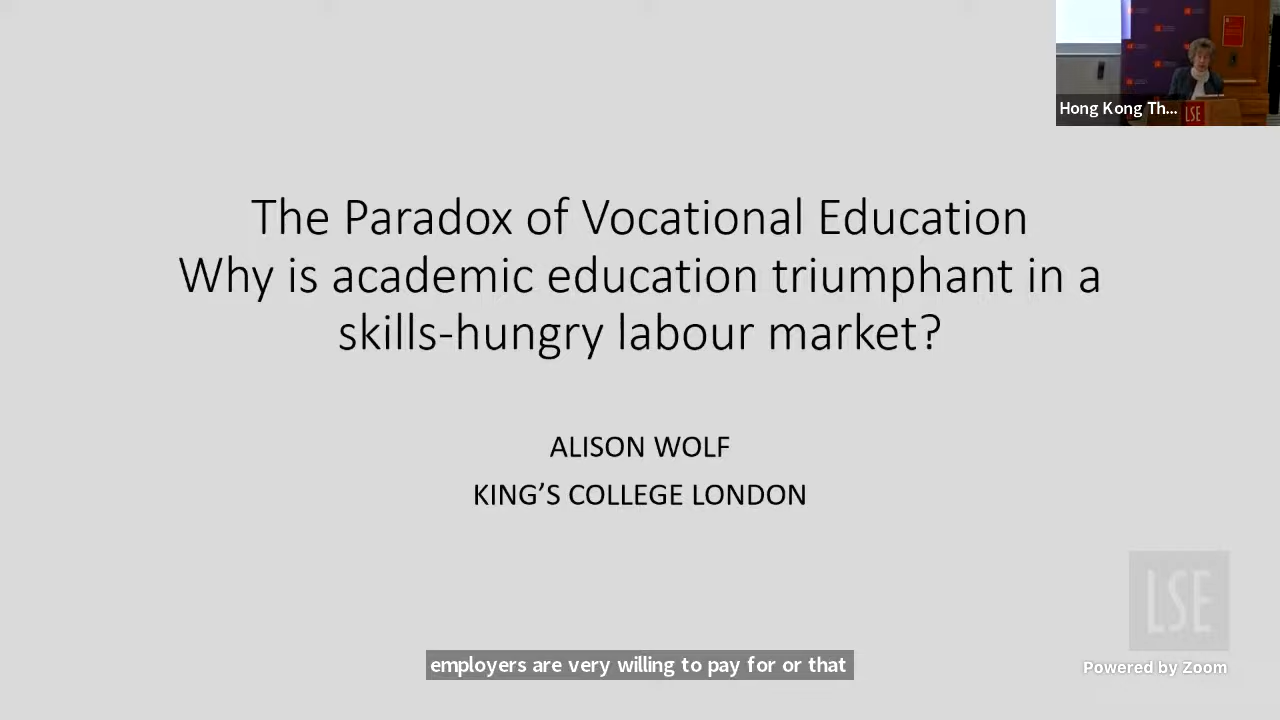 Hong Kong Th...
LSE
The Paradox of Vocational Education
Why is academic education triumphant in a
skills-hungry labour market?
ALISON WOLF
KING'S COLLEGE LONDON
LSE
employers are very willing to pay for or that
Powered by Zoom